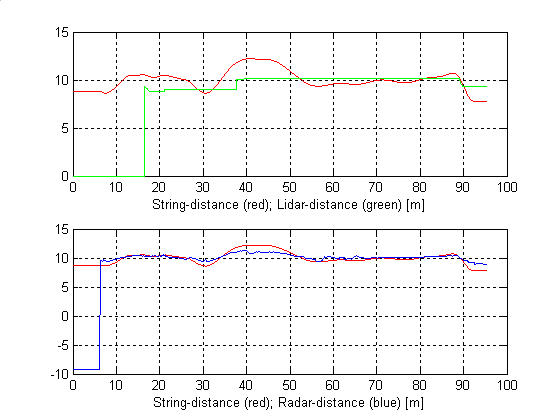 15
10
5
0
0 10 20 30 40 50 60 70 80 90 100
String-distance (red); Lidar-distance (green) [m]
15
10
5
0
-5
-10
0 10 20 30 40 50 60 70 80 90 100
String-distance (red); Radar-distance (blue) [m]